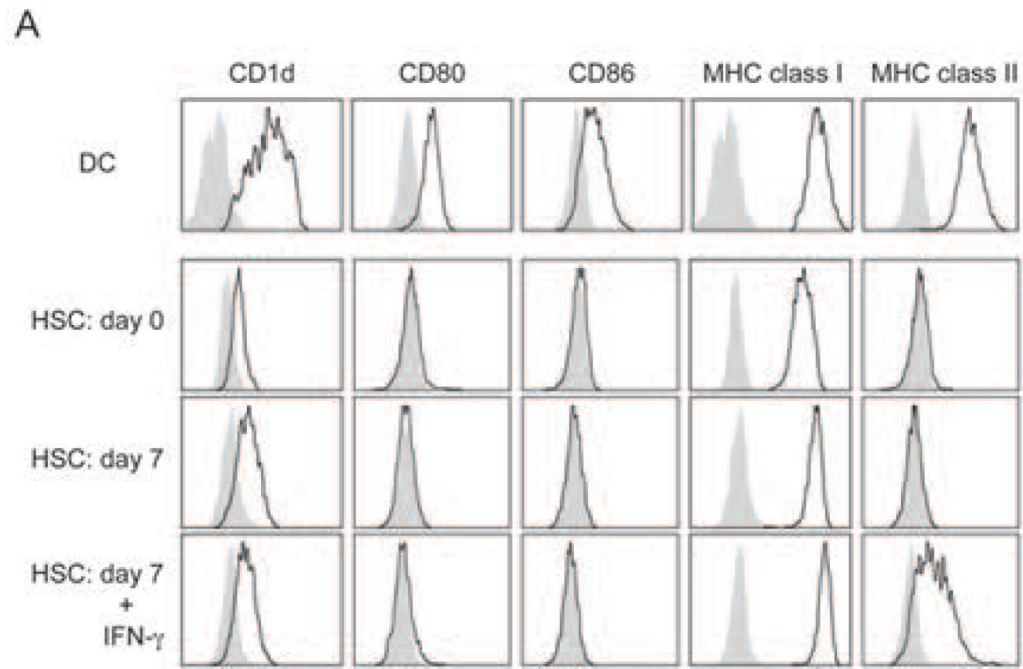 A
CD1d CD80 CD86 MHC class I MHC class II
DC
HSC: day 0
HSC: day 7
HSC: day 7
+
IFN-γ